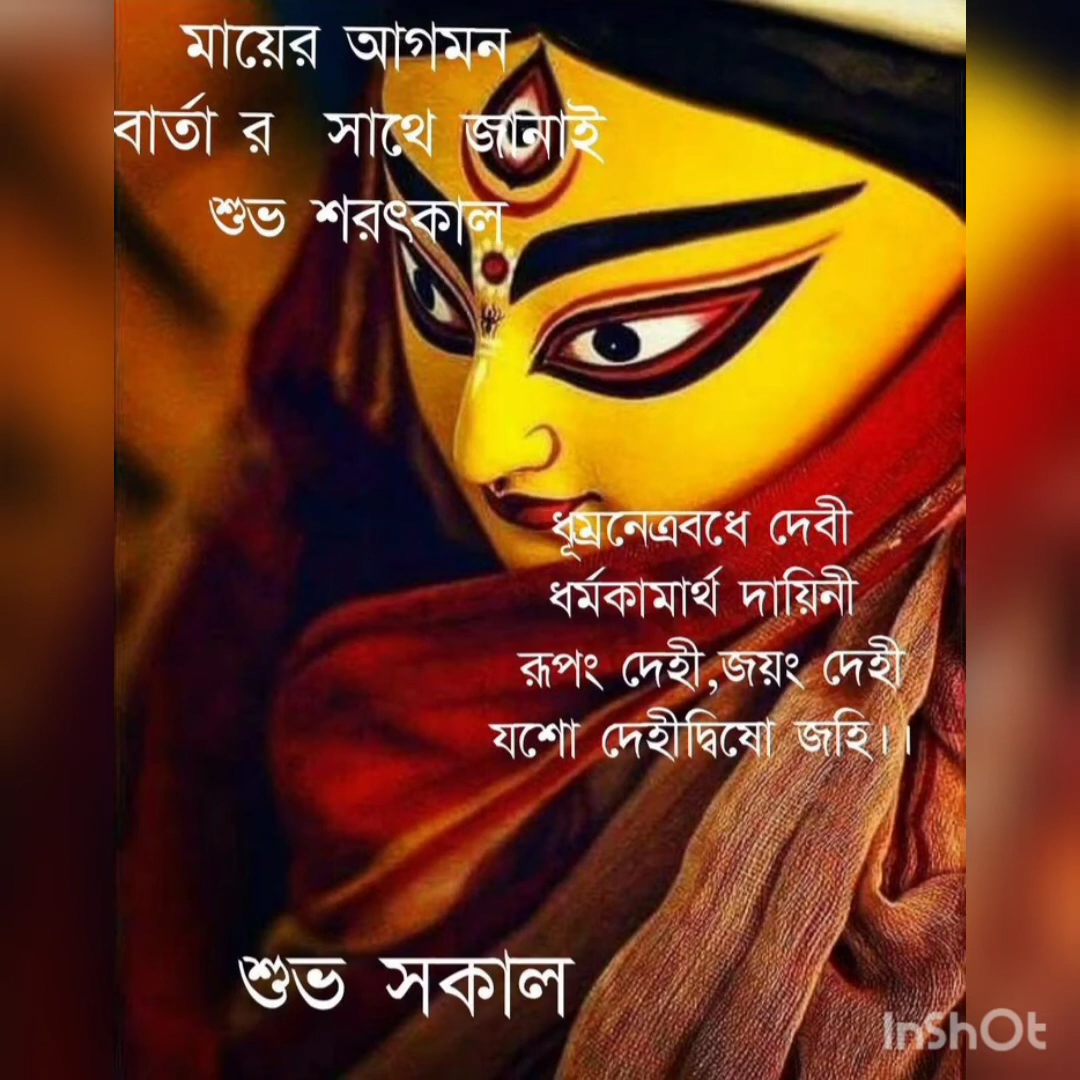 মায়ের আগমন
বার্তা র সাথে জানাই
শুভ শরৎকাল
ধূম্রনেত্রবধে দেবী
ধর্মকামার্থ দায়িনী
রূপং দেহী,জয়ং দেহী
যশো দেহীদ্বিষো জহি।।
শুভ সকাল
InShOt